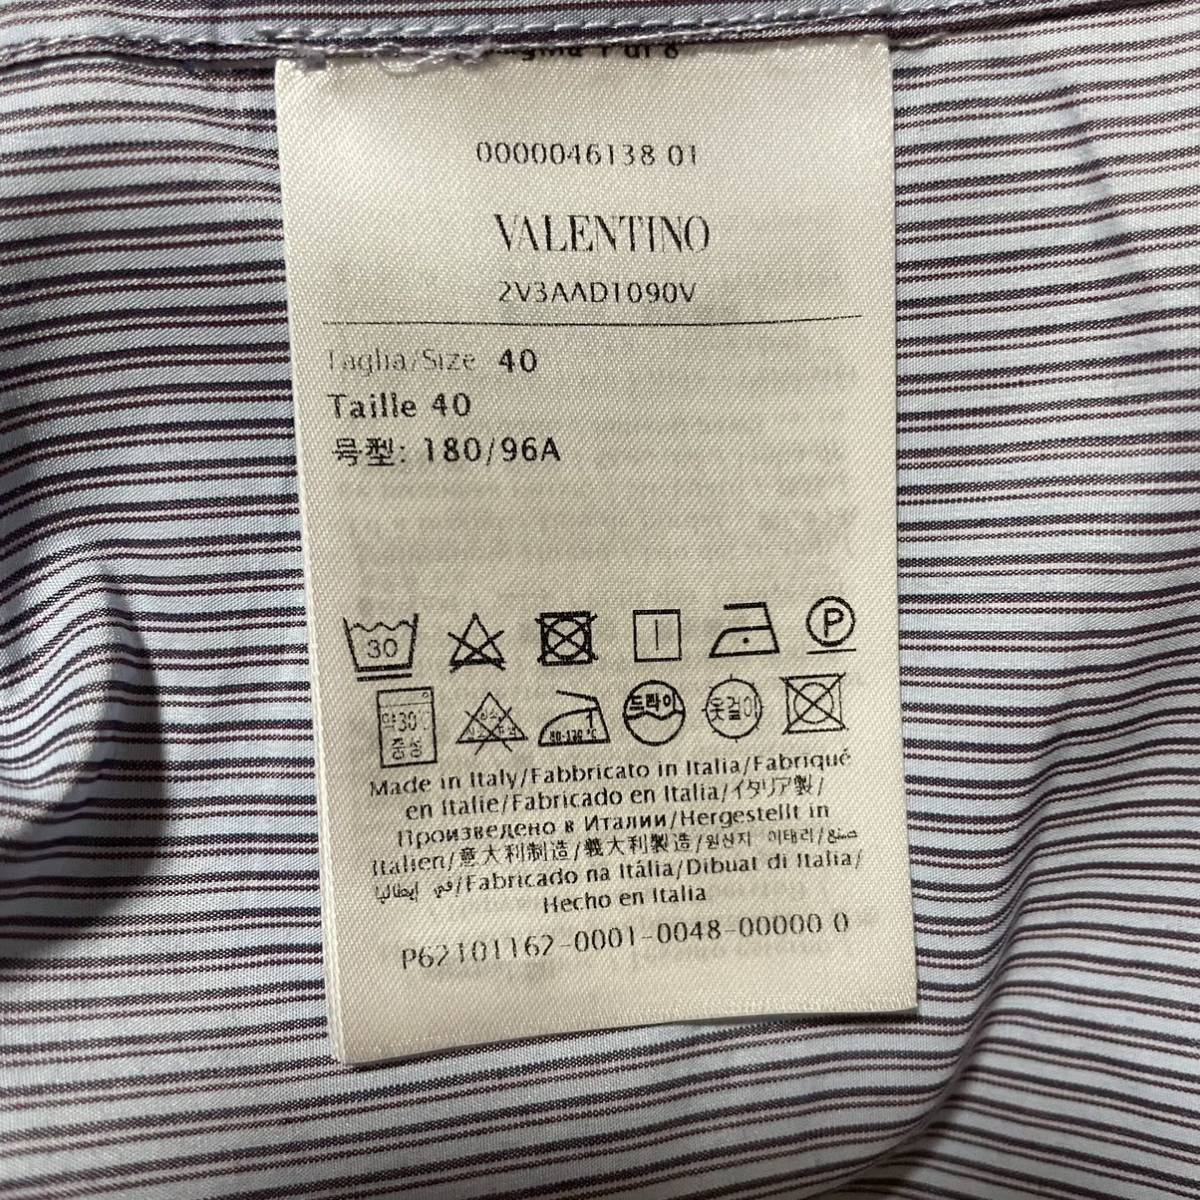 0000046138 01
VALENTINO
2V3AAD1090V
Taglia/Size 40
Taille 40
号型: 180/96A
30 P
약30℃ 중성 80-120℃ 드라이 옷걸이
Made in Italy/Fabbricato in Italia/Fabriqué
en Italie/Fabricado en Italia/イタリア製/
Произведено в Италии/Hergestellt in
Italien/意大利制造/義大利製造/원산지 이태리/صنع
في إيطاليا/Fabricado na Itália/Dibuat di Italia/
Hecho en Italia
P62101162-0001-0048-00000 0